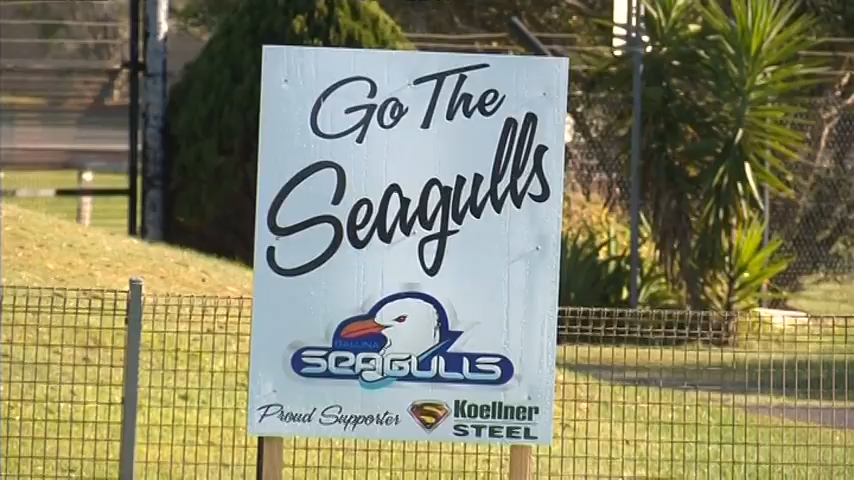 Go The
Seagulls
BALLINA
SEAGULLS
Proud Supporter
S Koellner
STEEL